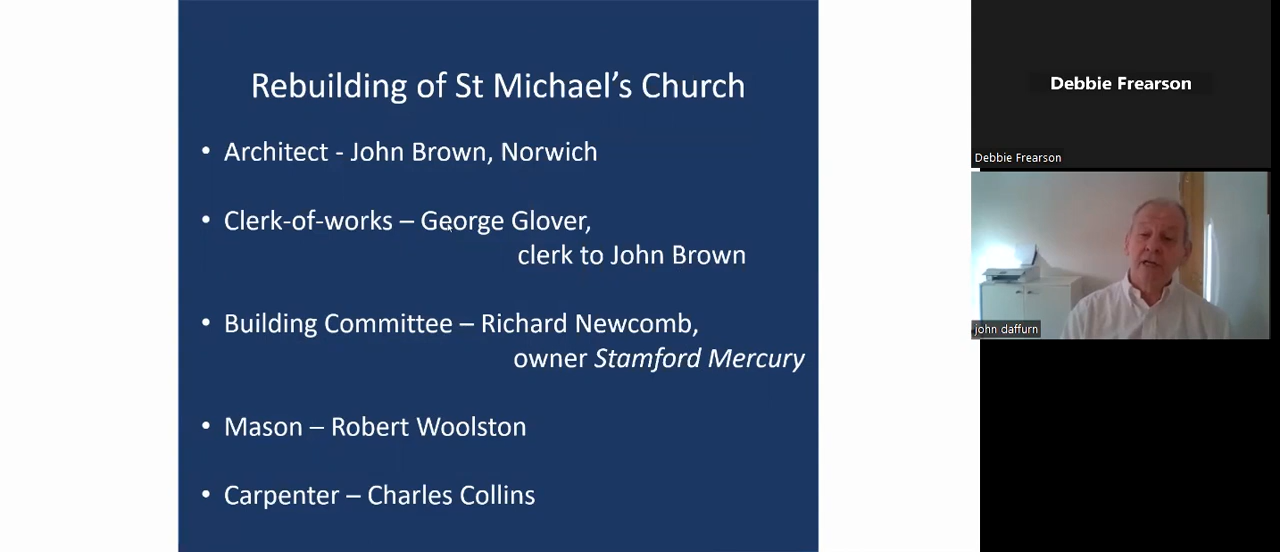 Rebuilding of St Michael’s Church
• Architect - John Brown, Norwich
• Clerk-of-works – George Glover,
clerk to John Brown
• Building Committee – Richard Newcomb,
owner Stamford Mercury
• Mason – Robert Woolston
• Carpenter – Charles Collins
Debbie Frearson
Debbie Frearson
john daffurn